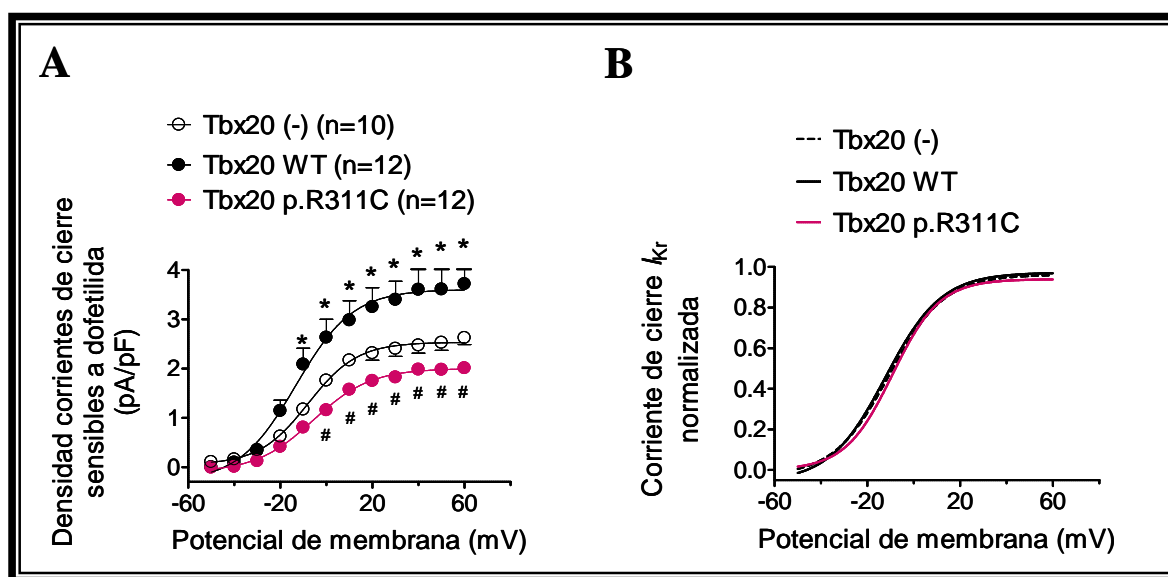 A
Tbx20 (-) (n=10)
Tbx20 WT (n=12)
Tbx20 p.R311C (n=12)
Densidad corrientes de cierre
sensibles a dofetilida
(pA/pF)
4
3
2
1
0
* * * * * * * *
# # # # # # #
-60 -20 20 60
Potencial de membrana (mV)
B
Tbx20 (-)
Tbx20 WT
Tbx20 p.R311C
Corriente de cierre IKr
normalizada
1.0
0.8
0.6
0.4
0.2
0.0
-60 -20 20 60
Potencial de membrana (mV)